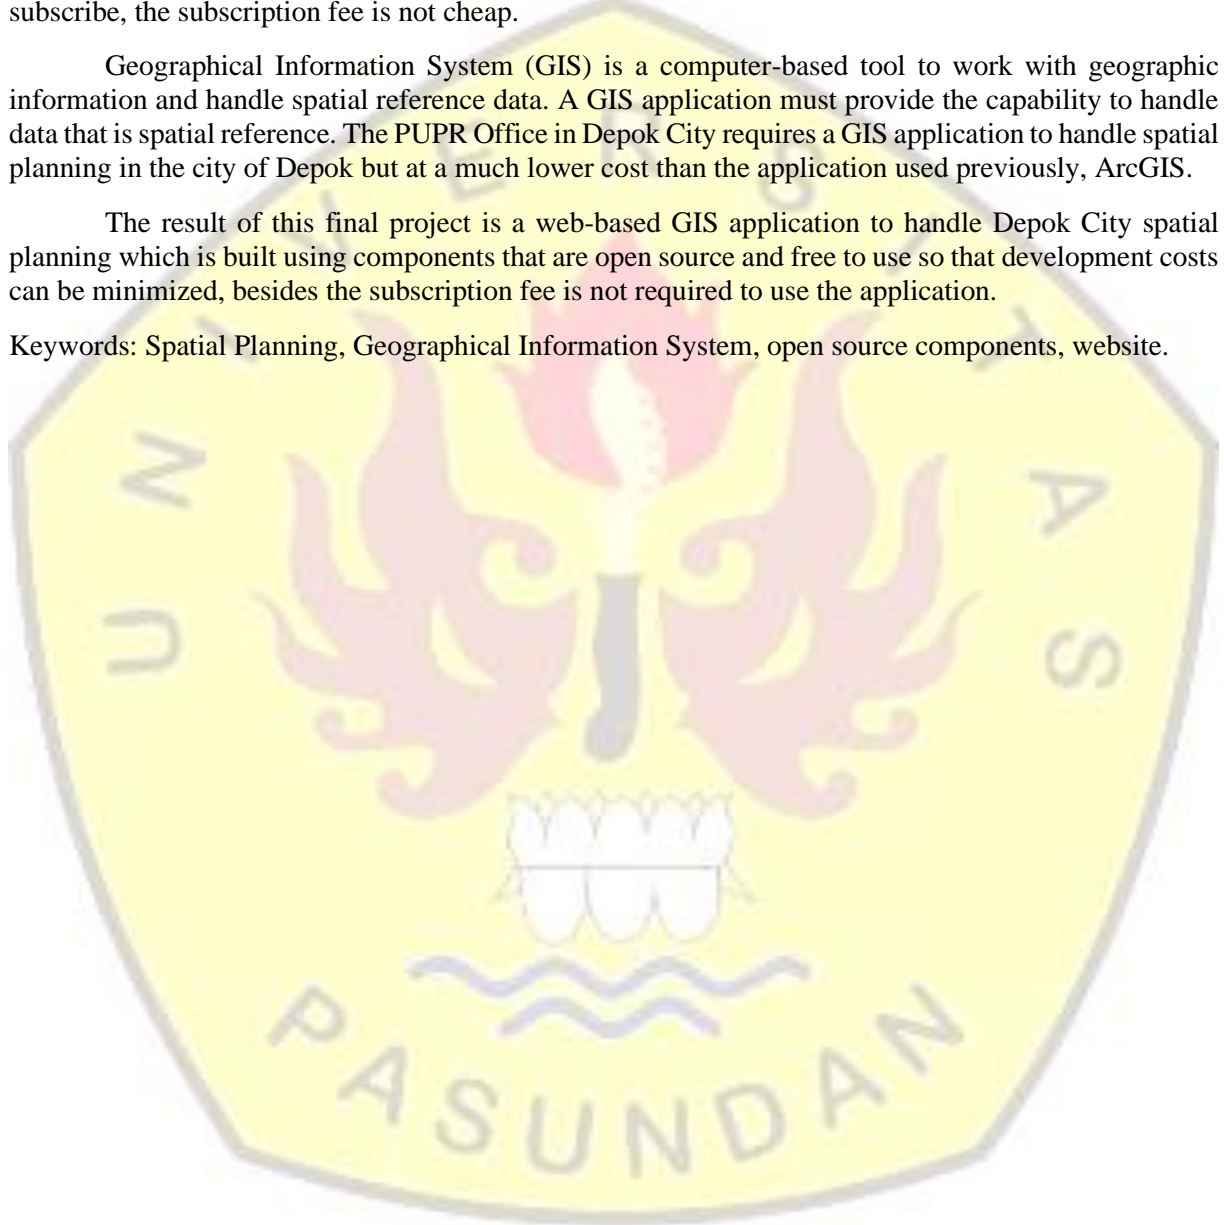 subscribe, the subscription fee is not cheap.
Geographical Information System (GIS) is a computer-based tool to work with geographic
information and handle spatial reference data. A GIS application must provide the capability to handle
data that is spatial reference. The PUPR Office in Depok City requires a GIS application to handle spatial
planning in the city of Depok but at a much lower cost than the application used previously, ArcGIS.
The result of this final project is a web-based GIS application to handle Depok City spatial
planning which is built using components that are open source and free to use so that development costs
can be minimized, besides the subscription fee is not required to use the application.
Keywords: Spatial Planning, Geographical Information System, open source components, website.
UNIVERSITAS
PASUNDAN